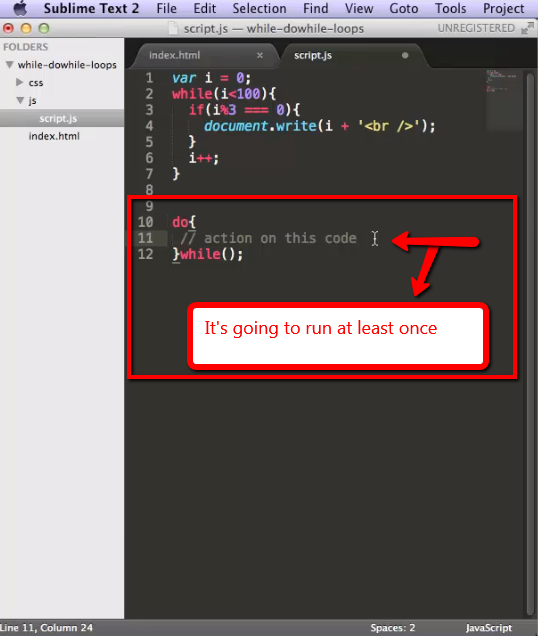 Sublime Text 2 File Edit Selection Find View Goto Tools Project
script.js — while-dowhile-loops UNREGISTERED
FOLDERS
while-dowhile-loops
css
js
script.js
index.html
index.html × script.js
1 var i = 0;
2 while(i<100){
3 if(i%3 === 0){
4 document.write(i + '<br />');
5 }
6 i++;
7 }
8
9
10 do{
11 // action on this code
12 }while();
It's going to run at least once
Line 11, Column 24 Spaces: 2 JavaScript